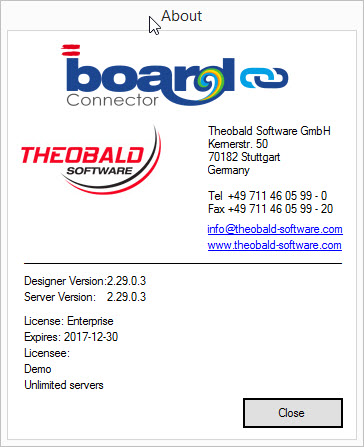 About
board
Connector
THEOBALD
SOFTWARE
Theobald Software GmbH
Kernerstr. 50
70182 Stuttgart
Germany
Tel +49 711 46 05 99 - 0
Fax +49 711 46 05 99 - 20
info@theobald-software.com
www.theobald-software.com
Designer Version:2.29.0.3
Server Version: 2.29.0.3
License: Enterprise
Expires: 2017-12-30
Licensee:
Demo
Unlimited servers
Close